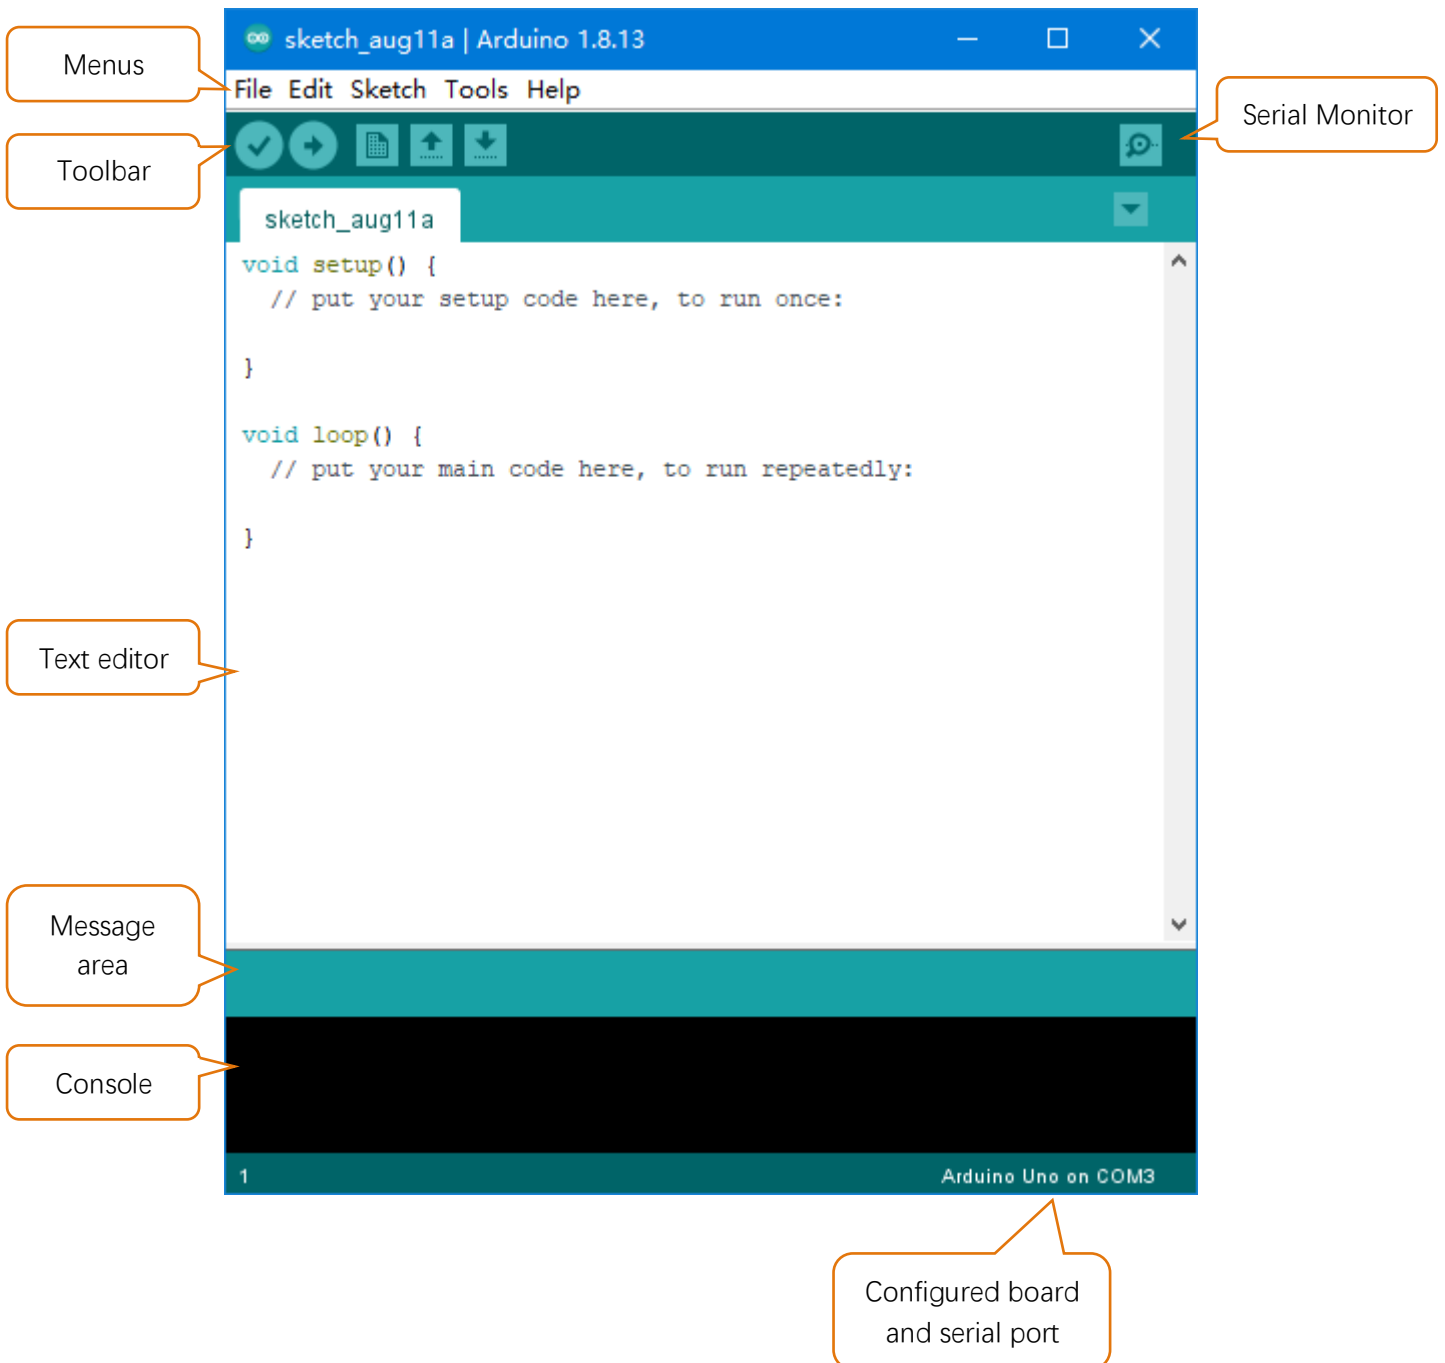 sketch_aug11a | Arduino 1.8.13
Menus
File Edit Sketch Tools Help
Serial Monitor
Toolbar
sketch_aug11a
void setup() {
  // put your setup code here, to run once:
}
void loop() {
  // put your main code here, to run repeatedly:
}
Text editor
Message
area
Console
1
Arduino Uno on COM3
Configured board
and serial port